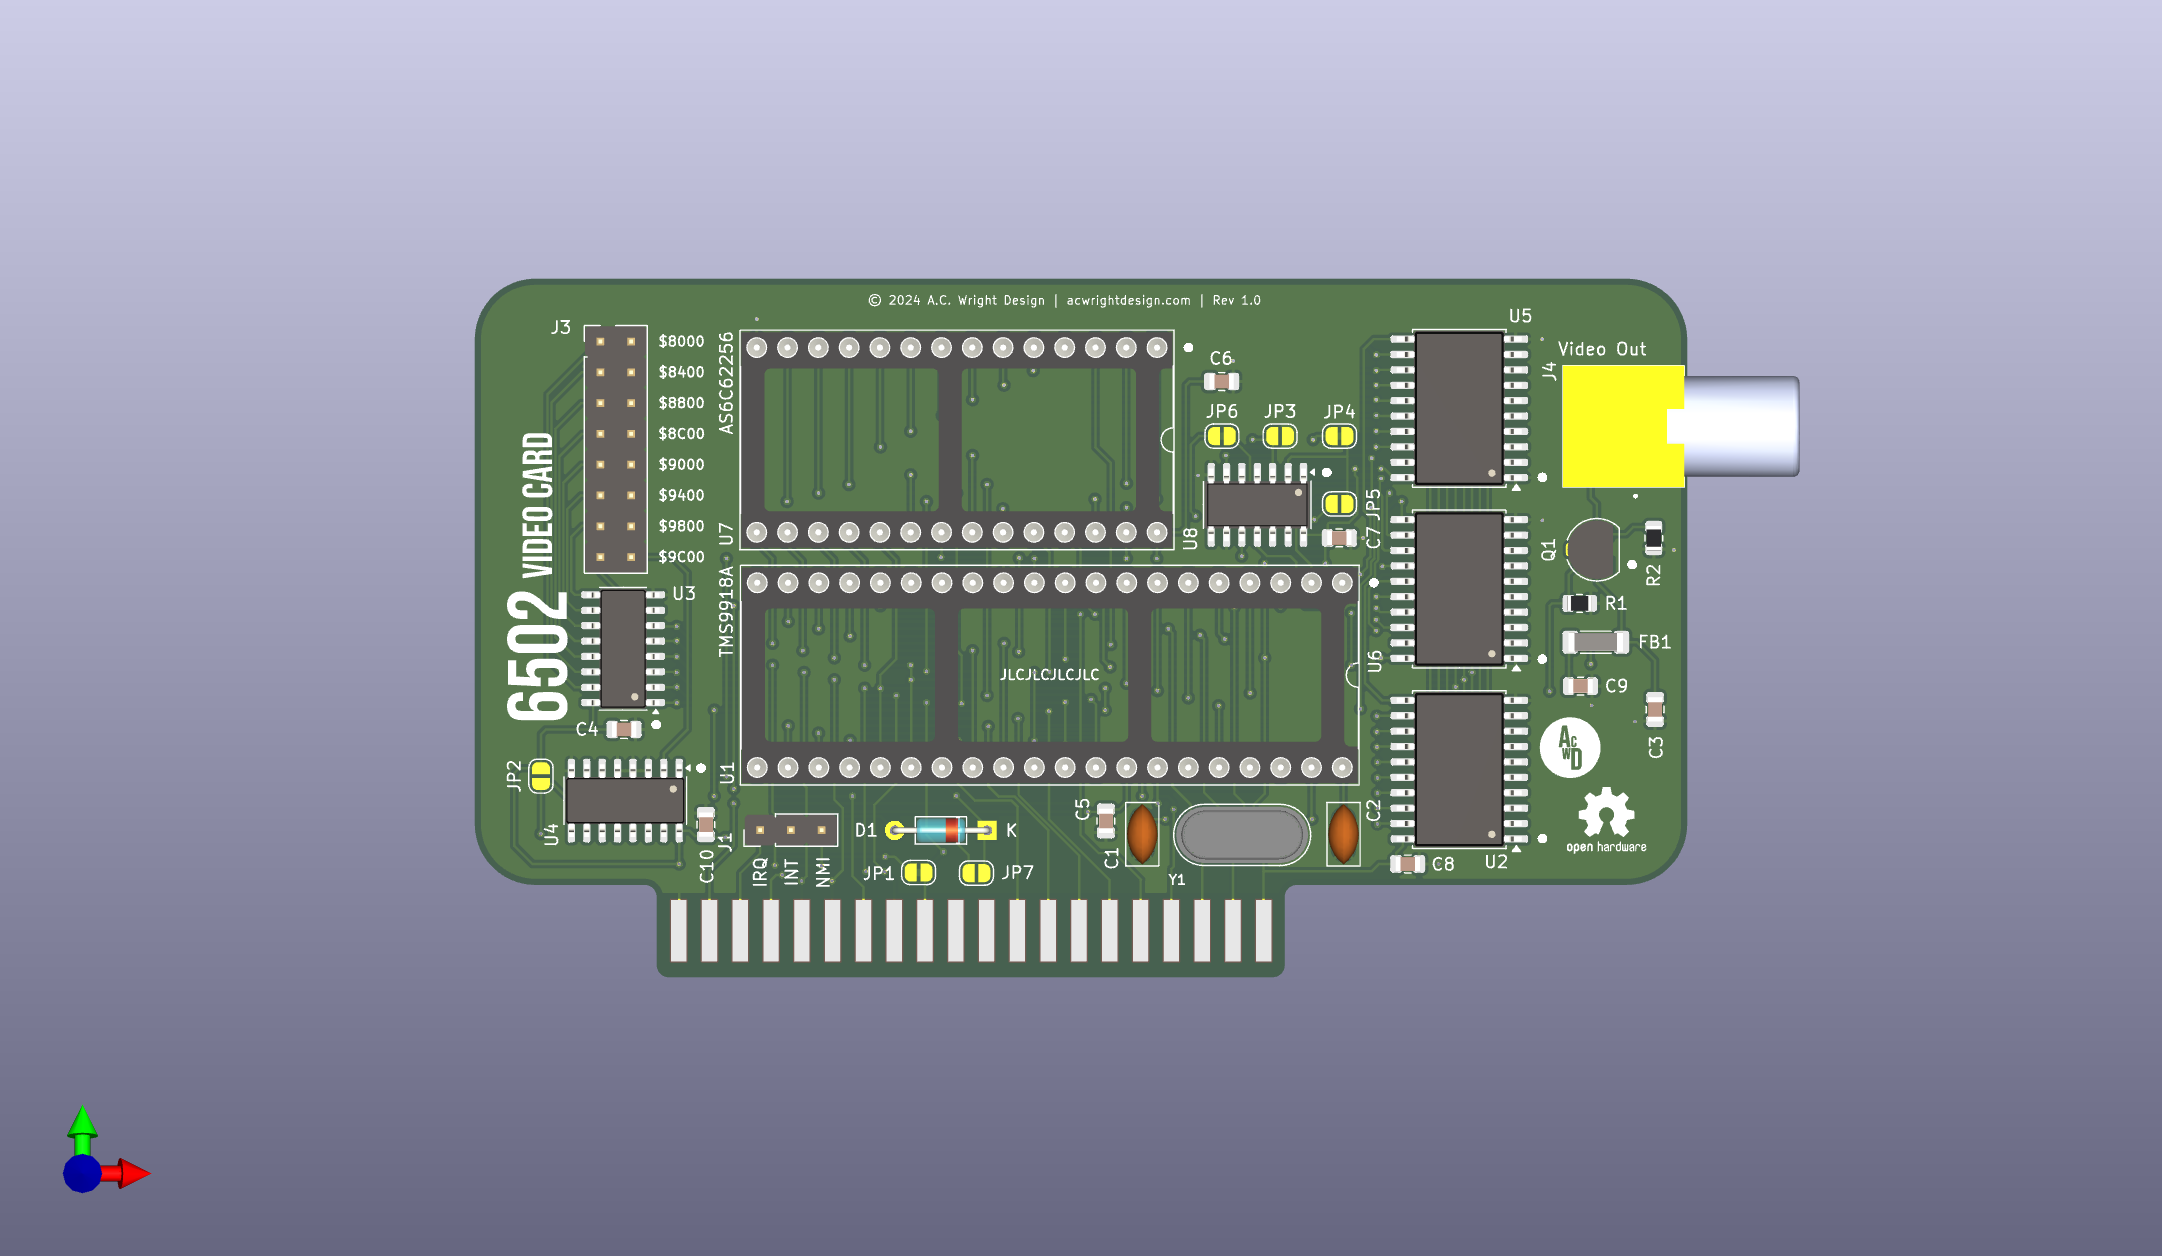 © 2024 A.C. Wright Design | acwrightdesign.com | Rev 1.0
J3
$8000
$8400
$8800
$8C00
$9000
$9400
$9800
$9C00
AS6C62256
U7
C6
JP6
JP3
JP4
JP5
U8
C7
U5
Video Out
J4
Q1
R2
R1
FB1
C9
C3
6502
VIDEO CARD
U3
C4
JP2
U4
C10
TMS9918A
U1
U6
JLCJLCJLCJLC
J1
IRQ
INT
NMI
D1
K
JP1
JP7
C5
C1
Y1
C2
C8
U2
ACWD
open hardware